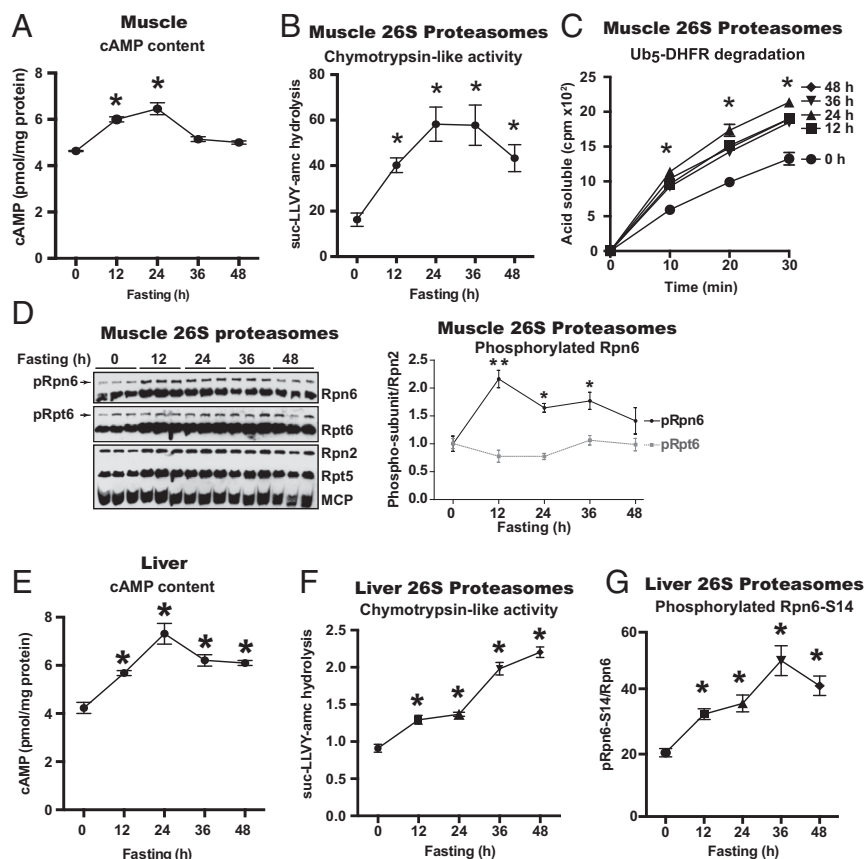 A
Muscle
cAMP content
cAMP (pmol/mg protein)
8
6
4
2
0
*
*
0 12 24 36 48
Fasting (h)
B
Muscle 26S Proteasomes
Chymotrypsin-like activity
suc-LLVY-amc hydrolysis
80
60
40
20
0
* * * *
0 12 24 36 48
Fasting (h)
C
Muscle 26S Proteasomes
Ub5-DHFR degradation
Acid soluble (cpm x10²)
25
20
15
10
5
0
* * *
48 h
36 h
24 h
12 h
0 h
0 10 20 30
Time (min)
D
Muscle 26S proteasomes
Fasting (h) 0 12 24 36 48
pRpn6
Rpn6
pRpt6
Rpt6
Rpn2
Rpt5
MCP
Muscle 26S Proteasomes
Phosphorylated Rpn6
Phospho-subunit/Rpn2
2.5
2.0
1.5
1.0
0.5
0.0
** * *
pRpn6
pRpt6
0 12 24 36 48
Fasting (h)
E
Liver
cAMP content
cAMP (pmol/mg protein)
8
6
4
2
0
* * * *
0 12 24 36 48
Fasting (h)
F
Liver 26S Proteasomes
Chymotrypsin-like activity
suc-LLVY-amc hydrolysis
2.5
2.0
1.5
1.0
0.5
0.0
* * * *
0 12 24 36 48
Fasting (h)
G
Liver 26S Proteasomes
Phosphorylated Rpn6-S14
pRpn6-S14/Rpn6
60
40
20
0
* * * *
0 12 24 36 48
Fasting (h)